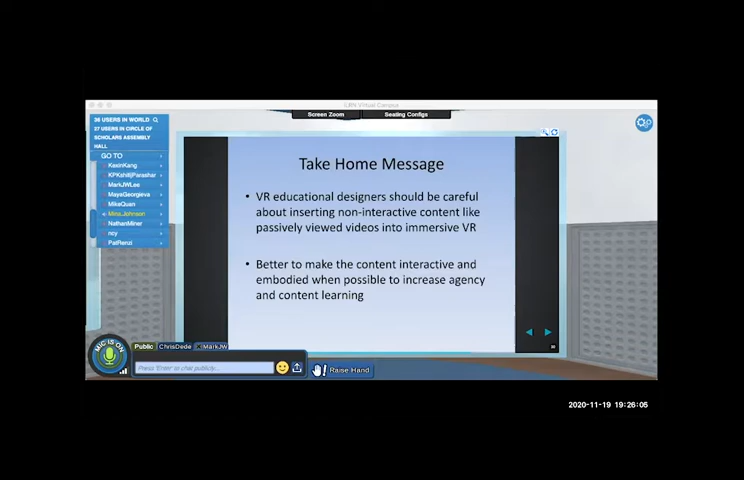 iLRN Virtual Campus
Screen Zoom
Seating Configs
36 USERS IN WORLD
27 USERS IN CIRCLE OF
SCHOLARS ASSEMBLY
HALL
GO TO
KexinKang
KPKshitijParashar
MarkJWLee
MayaGeorgieva
MikeQuan
Mina.Johnson
NathanMiner
ncy
PatRenzi
Take Home Message
• VR educational designers should be careful
about inserting non-interactive content like
passively viewed videos into immersive VR
• Better to make the content interactive and
embodied when possible to increase agency
and content learning
MIC IS ON
Public
ChrisDede
MarkJW
Press 'Enter' to chat publicly...
Raise Hand
2020-11-19 19:26:05